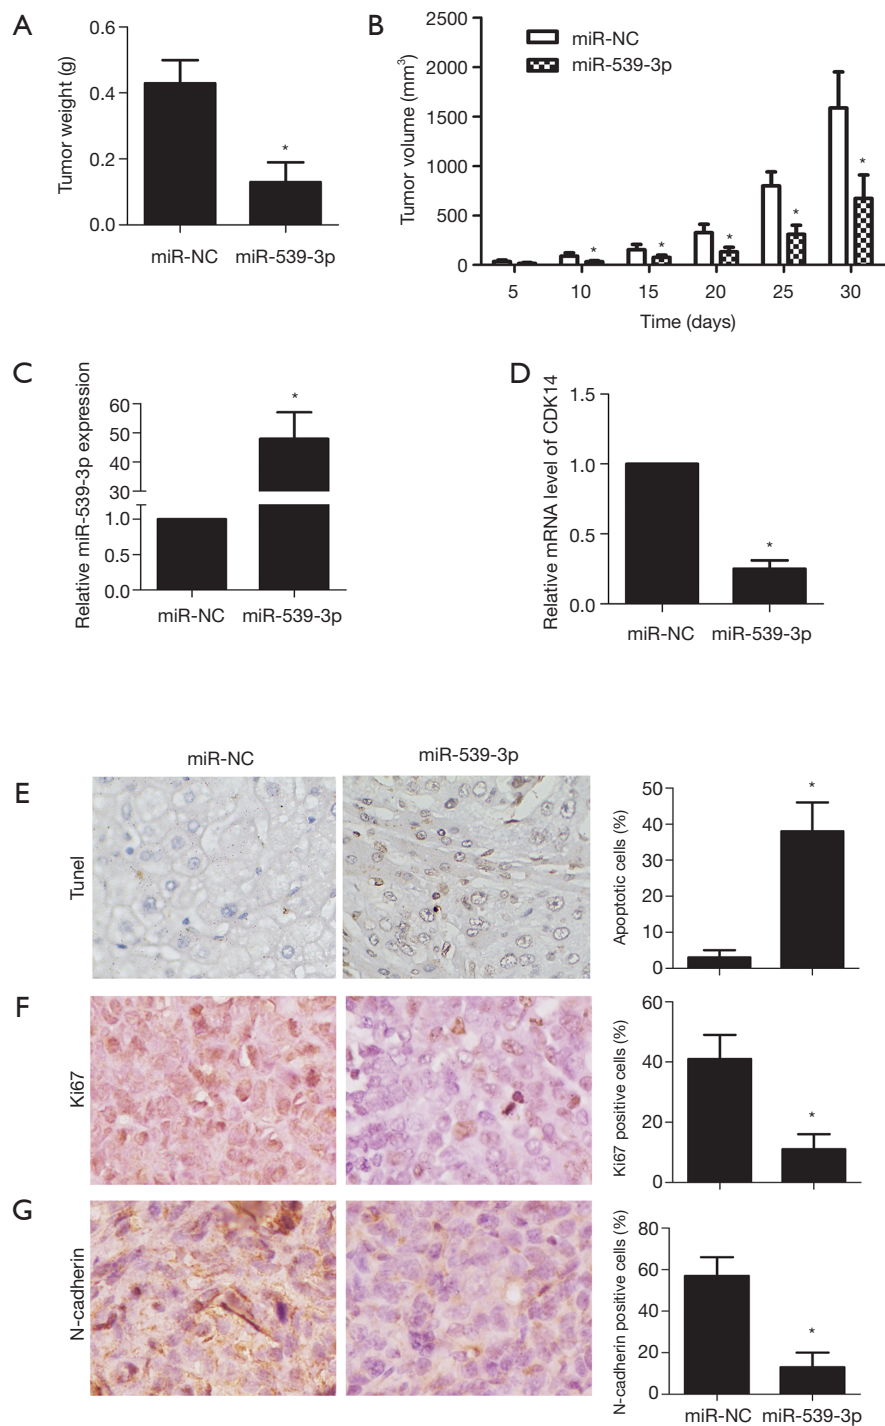 A
Tumor weight (g)
0.6
0.4
0.2
0.0
*
miR-NC miR-539-3p
B
Tumor volume (mm³)
2500
2000
1500
1000
500
0
miR-NC
miR-539-3p
* * * * *
5 10 15 20 25 30
Time (days)
C
Relative miR-539-3p expression
60
50
40
30
1.0
0.5
0.0
*
miR-NC miR-539-3p
D
Relative mRNA level of CDK14
1.5
1.0
0.5
0.0
*
miR-NC miR-539-3p
miR-NC miR-539-3p
E
Tunel
Apoptotic cells (%)
50
40
30
20
10
0
*
F
Ki67
Ki67 positive cells (%)
60
40
20
0
*
G
N-cadherin
N-cadherin positive cells (%)
80
60
40
20
0
*
miR-NC miR-539-3p